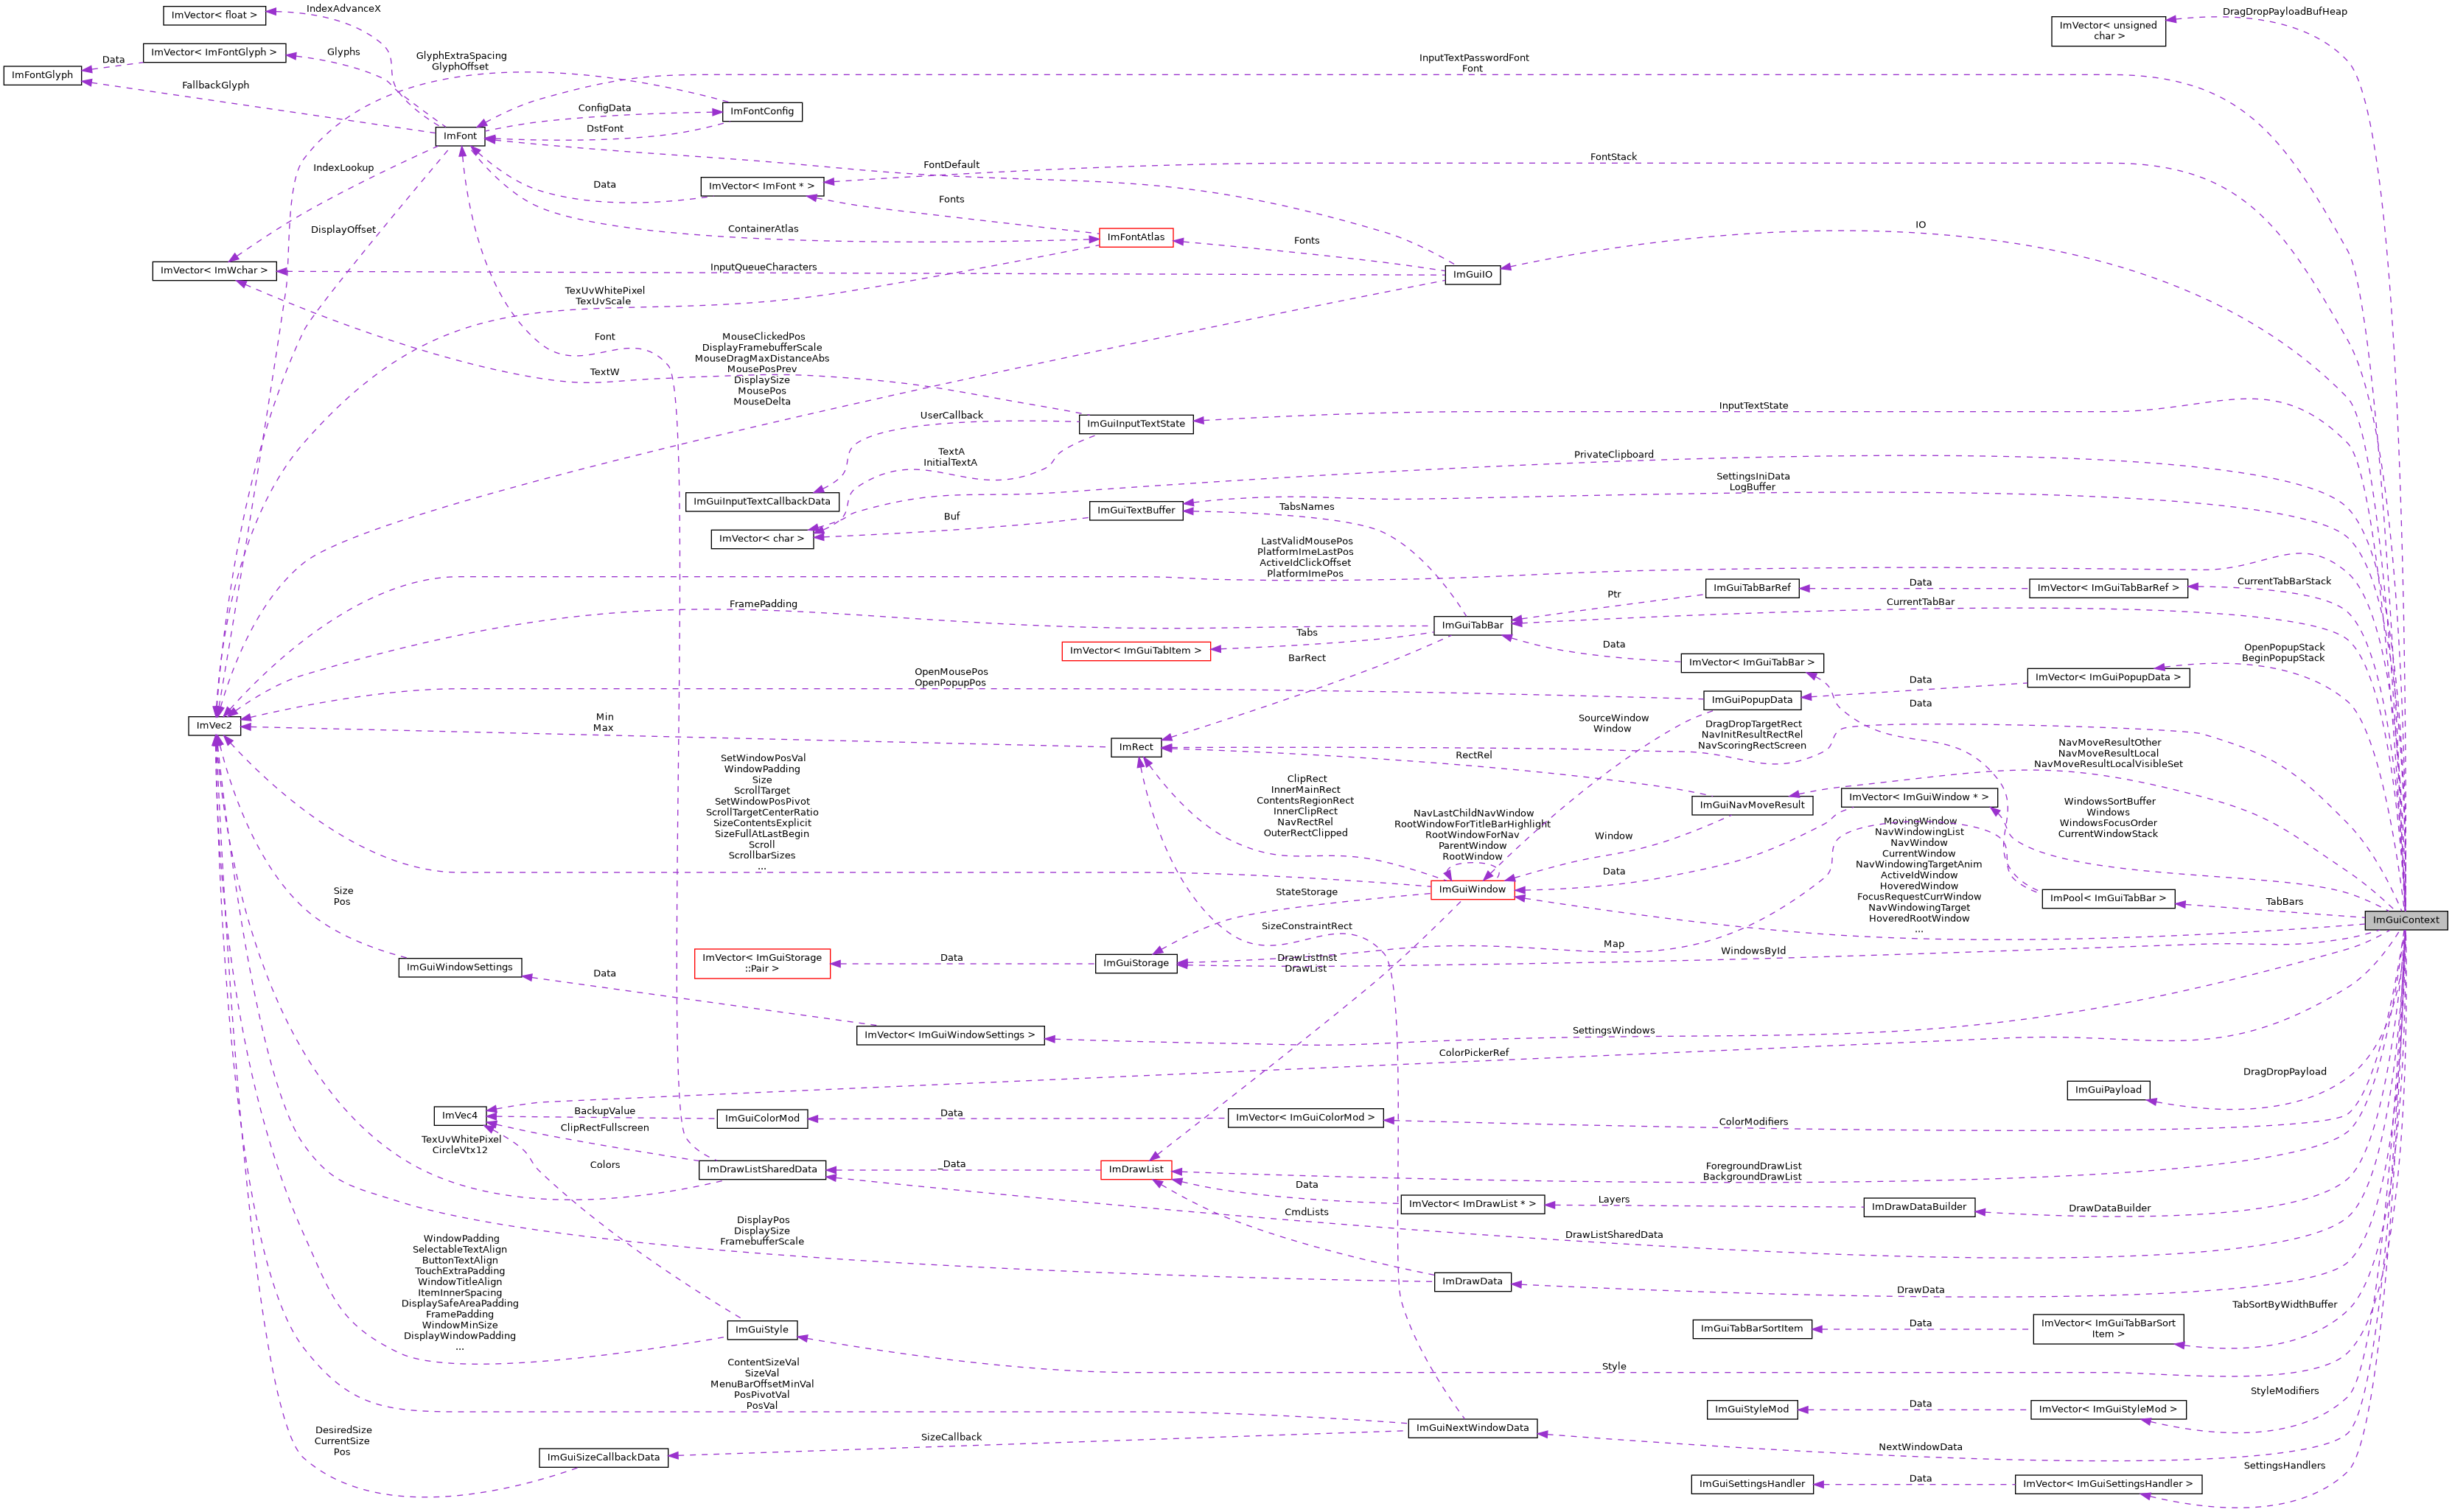 ImVector< float >
IndexAdvanceX
DragDropPayloadBufHeap
ImVector< unsigned
char >
ImVector< ImFontGlyph >
Glyphs
GlyphExtraSpacing
GlyphOffset
InputTextPasswordFont
Font
ImFontGlyph
Data
FallbackGlyph
ConfigData
ImFontConfig
DstFont
ImFont
IndexLookup
FontDefault
FontStack
Data
ImVector< ImFont * >
Fonts
DisplayOffset
ContainerAtlas
ImFontAtlas
Fonts
IO
ImVector< ImWchar >
InputQueueCharacters
ImGuiIO
TexUvWhitePixel
TexUvScale
Font
MouseClickedPos
DisplayFramebufferScale
MouseDragMaxDistanceAbs
MousePosPrev
DisplaySize
MousePos
MouseDelta
TextW
UserCallback
ImGuiInputTextState
InputTextState
TextA
InitialTextA
PrivateClipboard
ImGuiInputTextCallbackData
ImGuiTextBuffer
SettingsIniData
LogBuffer
TabsNames
Buf
ImVector< char >
LastValidMousePos
PlatformImeLastPos
ActiveIdClickOffset
PlatformImePos
ImGuiTabBarRef
Data
ImVector< ImGuiTabBarRef >
CurrentTabBarStack
Ptr
CurrentTabBar
FramePadding
ImGuiTabBar
Tabs
ImVector< ImGuiTabItem >
BarRect
Data
ImVector< ImGuiTabBar >
OpenPopupStack
BeginPopupStack
ImVector< ImGuiPopupData >
Data
OpenMousePos
OpenPopupPos
ImGuiPopupData
Data
ImVec2
Min
Max
ImRect
SourceWindow
Window
DragDropTargetRect
NavInitResultRectRel
NavScoringRectScreen
RectRel
NavMoveResultOther
NavMoveResultLocal
NavMoveResultLocalVisibleSet
SetWindowPosVal
WindowPadding
Size
ScrollTarget
SetWindowPosPivot
ScrollTargetCenterRatio
SizeContentsExplicit
SizeFullAtLastBegin
Scroll
ScrollbarSizes
...
ClipRect
InnerMainRect
ContentsRegionRect
InnerClipRect
NavRectRel
OuterRectClipped
ImGuiNavMoveResult
ImVector< ImGuiWindow * >
WindowsSortBuffer
Windows
WindowsFocusOrder
CurrentWindowStack
NavLastChildNavWindow
RootWindowForTitleBarHighlight
RootWindowForNav
ParentWindow
RootWindow
Window
Data
MovingWindow
NavWindowingList
NavWindow
CurrentWindow
NavWindowingTargetAnim
ActiveIdWindow
HoveredWindow
FocusRequestCurrWindow
NavWindowingTarget
HoveredRootWindow
...
ImGuiWindow
StateStorage
ImPool< ImGuiTabBar >
TabBars
ImGuiContext
Size
Pos
SizeConstraintRect
Map
WindowsById
ImGuiWindowSettings
Data
ImVector< ImGuiStorage
::Pair >
Data
ImGuiStorage
DrawListInst
DrawList
ImVector< ImGuiWindowSettings >
SettingsWindows
ColorPickerRef
DragDropPayload
ImGuiPayload
ImVec4
BackupValue
ImGuiColorMod
Data
ImVector< ImGuiColorMod >
ColorModifiers
ClipRectFullscreen
TexUvWhitePixel
CircleVtx12
Colors
ImDrawListSharedData
_Data
ImDrawList
ForegroundDrawList
BackgroundDrawList
Data
ImVector< ImDrawList * >
Layers
ImDrawDataBuilder
DrawDataBuilder
CmdLists
DrawListSharedData
DisplayPos
DisplaySize
FramebufferScale
ImDrawData
DrawData
WindowPadding
SelectableTextAlign
ButtonTextAlign
TouchExtraPadding
WindowTitleAlign
ItemInnerSpacing
DisplaySafeAreaPadding
FramePadding
WindowMinSize
DisplayWindowPadding
...
ImGuiStyle
Style
ImGuiTabBarSortItem
Data
ImVector< ImGuiTabBarSort
Item >
TabSortByWidthBuffer
ContentSizeVal
SizeVal
MenuBarOffsetMinVal
PosPivotVal
PosVal
ImGuiStyleMod
Data
ImVector< ImGuiStyleMod >
StyleModifiers
DesiredSize
CurrentSize
Pos
ImGuiSizeCallbackData
SizeCallback
ImGuiNextWindowData
NextWindowData
ImGuiSettingsHandler
Data
ImVector< ImGuiSettingsHandler >
SettingsHandlers